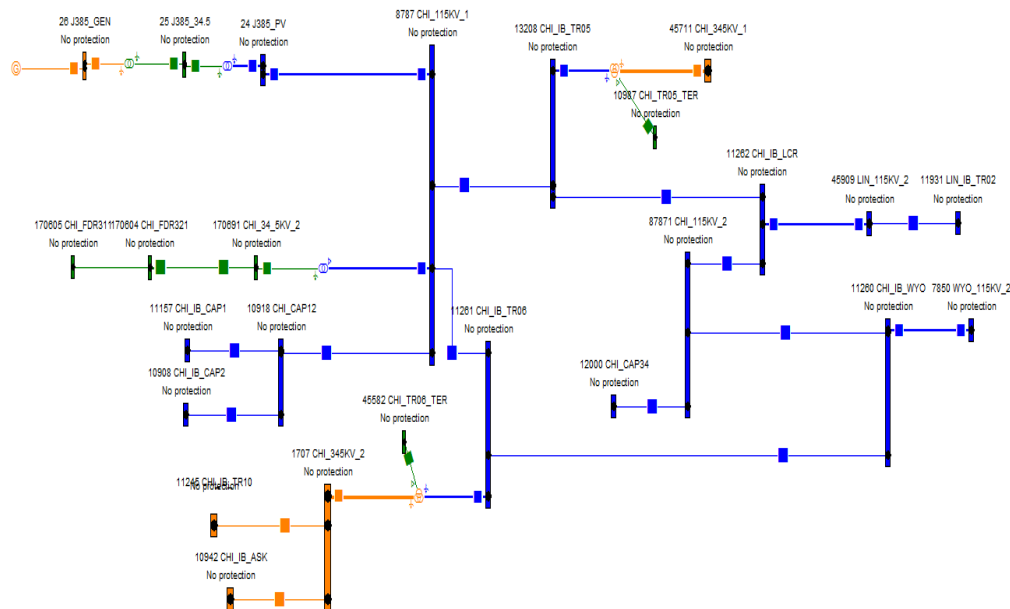 26 J385_GEN
No protection
25 J385_34.5
No protection
24 J385_PV
No protection
8787 CHI_115KV_1
No protection
13208 CHI_IB_TR05
No protection
45711 CHI_345KV_1
No protection
10987 CHI_TR05_TER
No protection
11262 CHI_IB_LCR
No protection
45909 LIN_115KV_2
No protection
11931 LIN_IB_TR02
No protection
170605 CHI_FDR311
No protection
170604 CHI_FDR321
No protection
170691 CHI_34_5KV_2
No protection
87871 CHI_115KV_2
No protection
11157 CHI_IB_CAP1
No protection
10918 CHI_CAP12
No protection
11261 CHI_IB_TR06
No protection
11260 CHI_IB_WYO
No protection
7850 WYO_115KV_2
No protection
10908 CHI_IB_CAP2
No protection
12000 CHI_CAP34
No protection
45582 CHI_TR06_TER
No protection
1707 CHI_345KV_2
No protection
CHI_IB_TR10
No protection
10942 CHI_IB_ASK
No protection